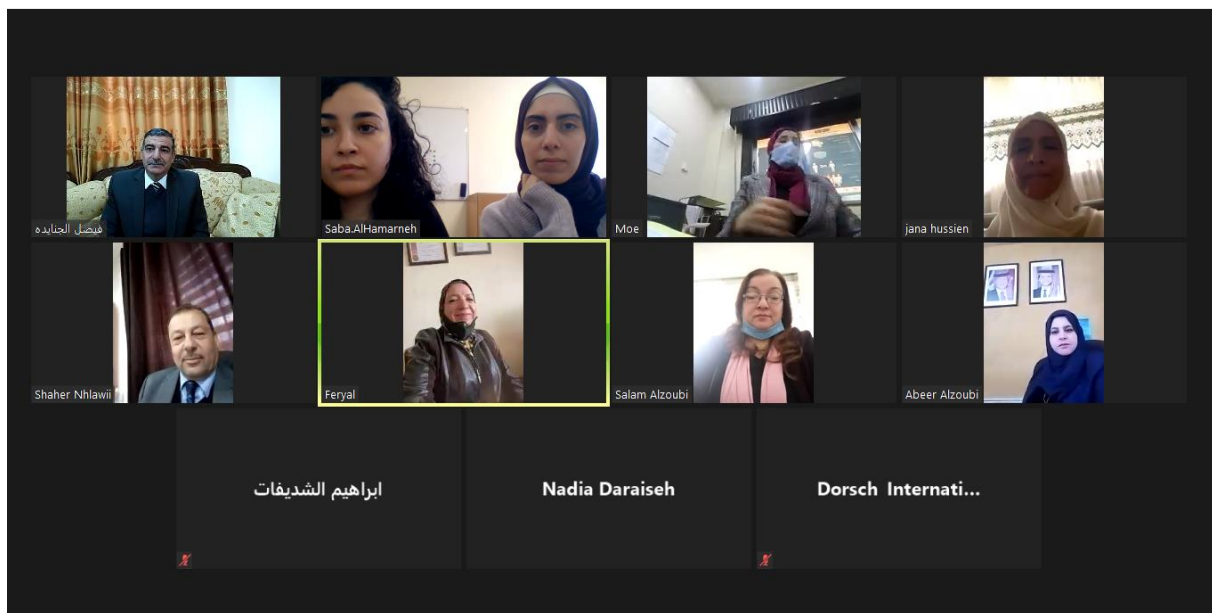 فيصل الجنايده
Saba.AlHamarneh
Moe
jana hussien
Shaher Nhlawii
Feryal
Salam Alzoubi
Abeer Alzoubi
ابراهيم الشديفات
Nadia Daraiseh
Dorsch Internati...